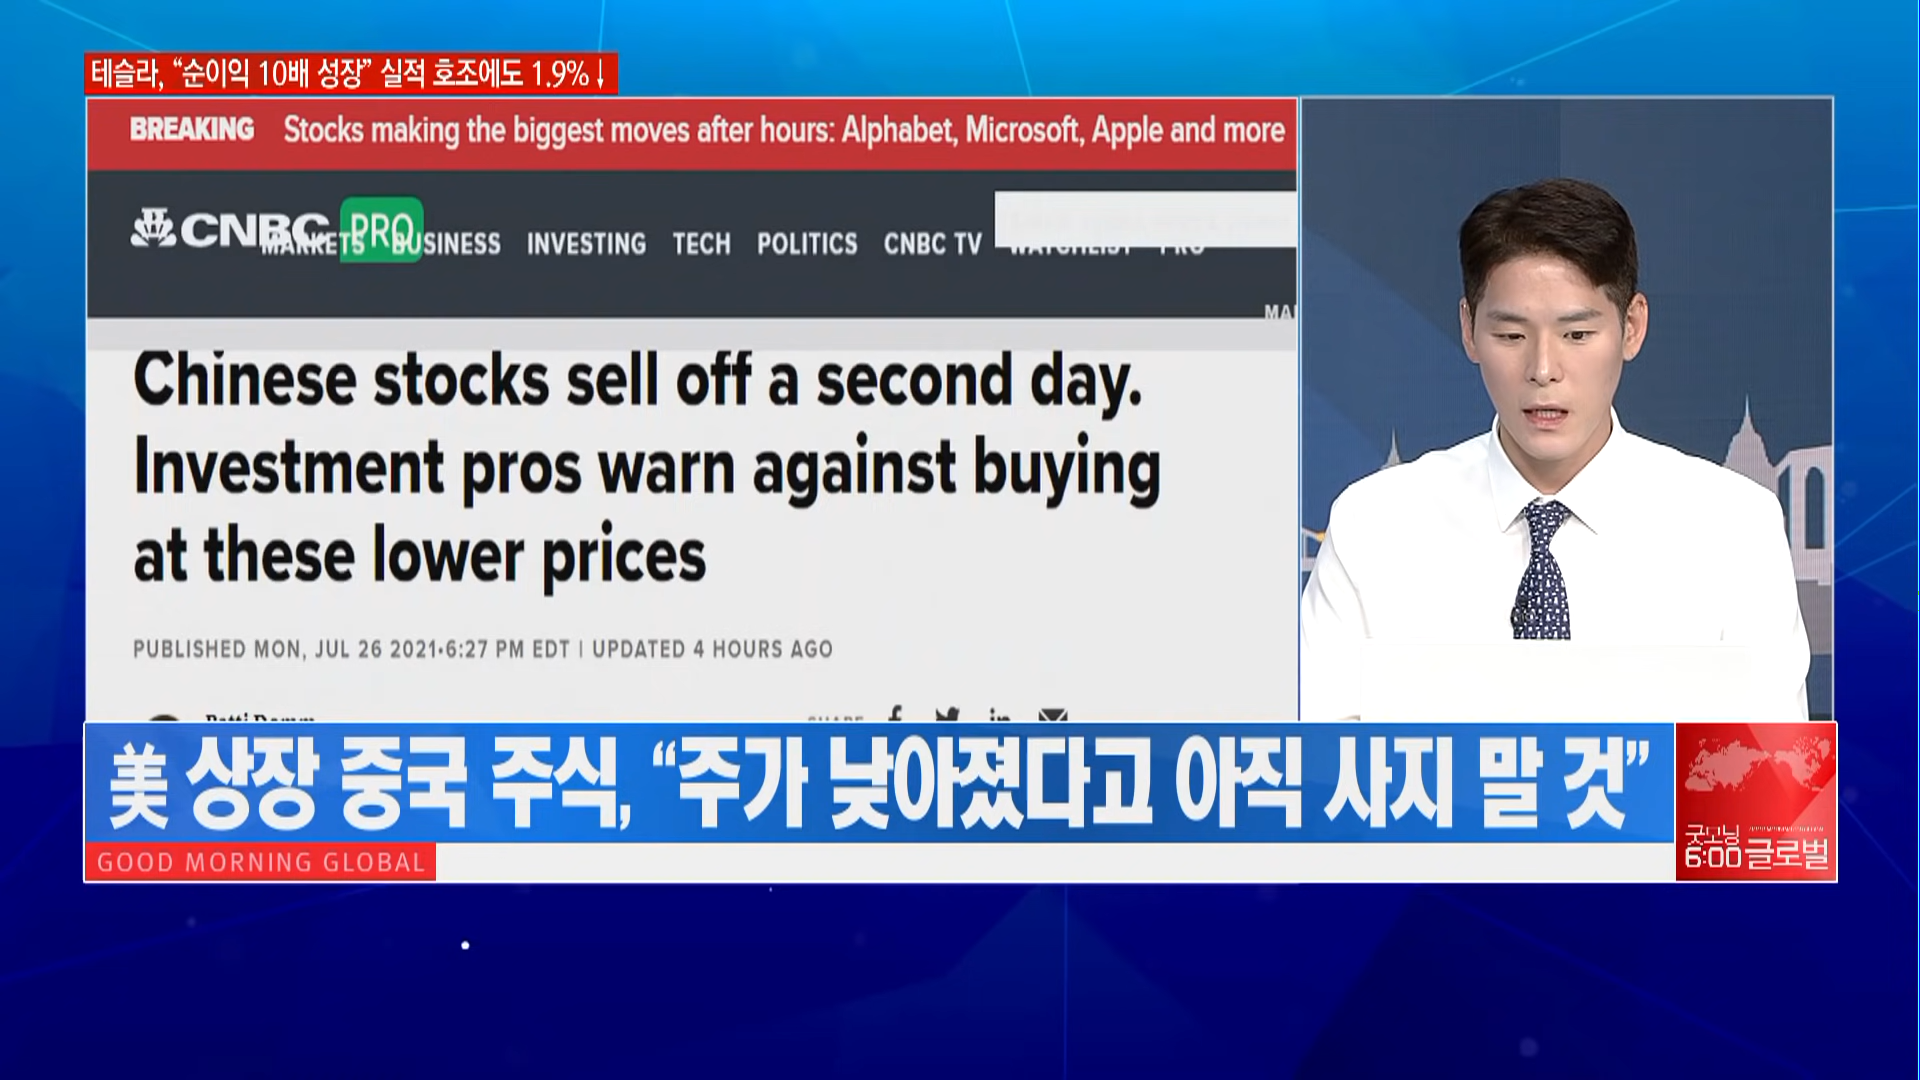 테슬라, “순이익 10배 성장” 실적 호조에도 1.9%↓
BREAKING Stocks making the biggest moves after hours: Alphabet, Microsoft, Apple and more
CNBC PRO
MARKETS BUSINESS INVESTING TECH POLITICS CNBC TV WATCHLIST PRO
Chinese stocks sell off a second day.
Investment pros warn against buying
at these lower prices
PUBLISHED MON, JUL 26 2021•6:27 PM EDT | UPDATED 4 HOURS AGO
美 상장 중국 주식, “주가 낮아졌다고 아직 사지 말 것”
GOOD MORNING GLOBAL
굿모닝
6:00 글로벌